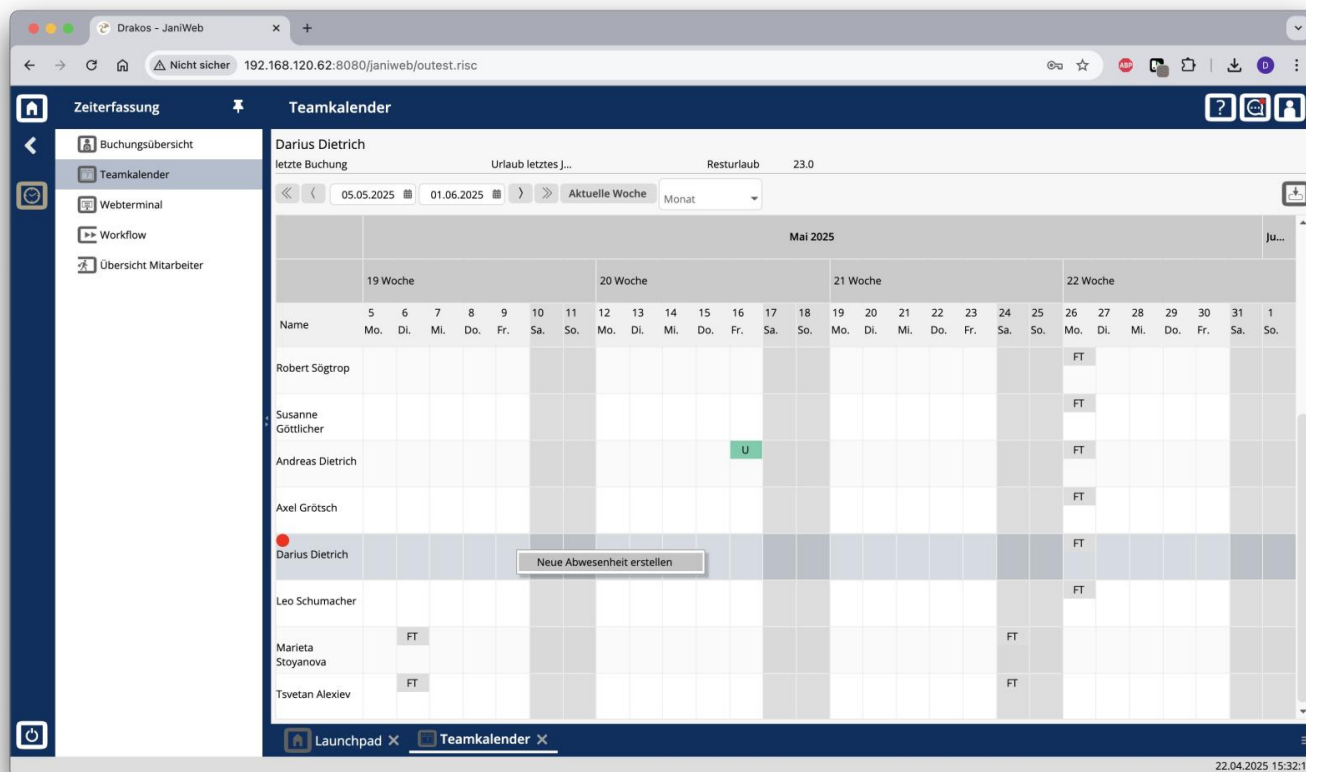 Drakos - JaniWeb
Nicht sicher 192.168.120.62:8080/janiweb/outest.risc
ABP D
Zeiterfassung Teamkalender ?
Buchungsübersicht
Teamkalender
Webterminal
Workflow
Übersicht Mitarbeiter
Darius Dietrich
letzte Buchung Urlaub letztes J... Resturlaub 23.0
05.05.2025 01.06.2025 Aktuelle Woche Monat
Mai 2025 Ju...
19 Woche 20 Woche 21 Woche 22 Woche
Name
5 6 7 8 9 10 11 12 13 14 15 16 17 18 19 20 21 22 23 24 25 26 27 28 29 30 31 1
Mo. Di. Mi. Do. Fr. Sa. So. Mo. Di. Mi. Do. Fr. Sa. So. Mo. Di. Mi. Do. Fr. Sa. So. Mo. Di. Mi. Do. Fr. Sa. So.
Robert Sögtrop FT
Susanne
Göttlicher FT
Andreas Dietrich U FT
Axel Grötsch FT
Darius Dietrich FT
Neue Abwesenheit erstellen
Leo Schumacher FT
Marieta
Stoyanova FT FT
Tsvetan Alexiev FT FT
Launchpad Teamkalender
22.04.2025 15:32:1